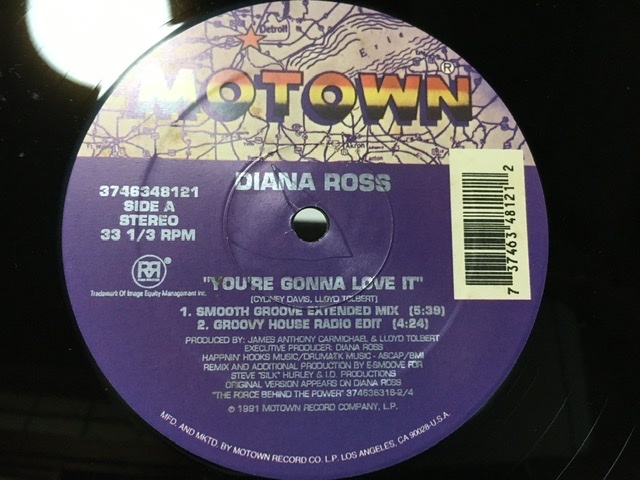 Detroit
MOTOWN®
Akron
DIANA ROSS
3746348121
SIDE A
STEREO
33 1/3 RPM
Trademark Of Image Equity Management Inc.
7 37463 48121 2
"YOU'RE GONNA LOVE IT"
(CYDNEY DAVIS, LLOYD TOLBERT)
1. SMOOTH GROOVE EXTENDED MIX (5:39)
2. GROOVY HOUSE RADIO EDIT (4:24)
PRODUCED BY: JAMES ANTHONY CARMICHAEL & LLOYD TOLBERT
EXECUTIVE PRODUCER: DIANA ROSS
HAPPNIN' HOOKS MUSIC/DRUMATK MUSIC - ASCAP/BMI
REMIX AND ADDITIONAL PRODUCTION BY E-SMOOVE FOR
STEVE "SILK" HURLEY & I.D. PRODUCTIONS
ORIGINAL VERSION APPEARS ON DIANA ROSS
"THE FORCE BEHIND THE POWER" 374636316-2/4
© 1991 MOTOWN RECORD COMPANY, L.P.
MFD. AND MKTD. BY MOTOWN RECORD CO. L.P. LOS ANGELES, CA 90028-U.S.A.